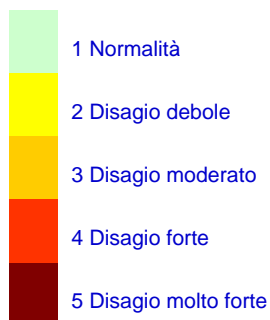 1 Normalità
2 Disagio debole
3 Disagio moderato
4 Disagio forte
5 Disagio molto forte